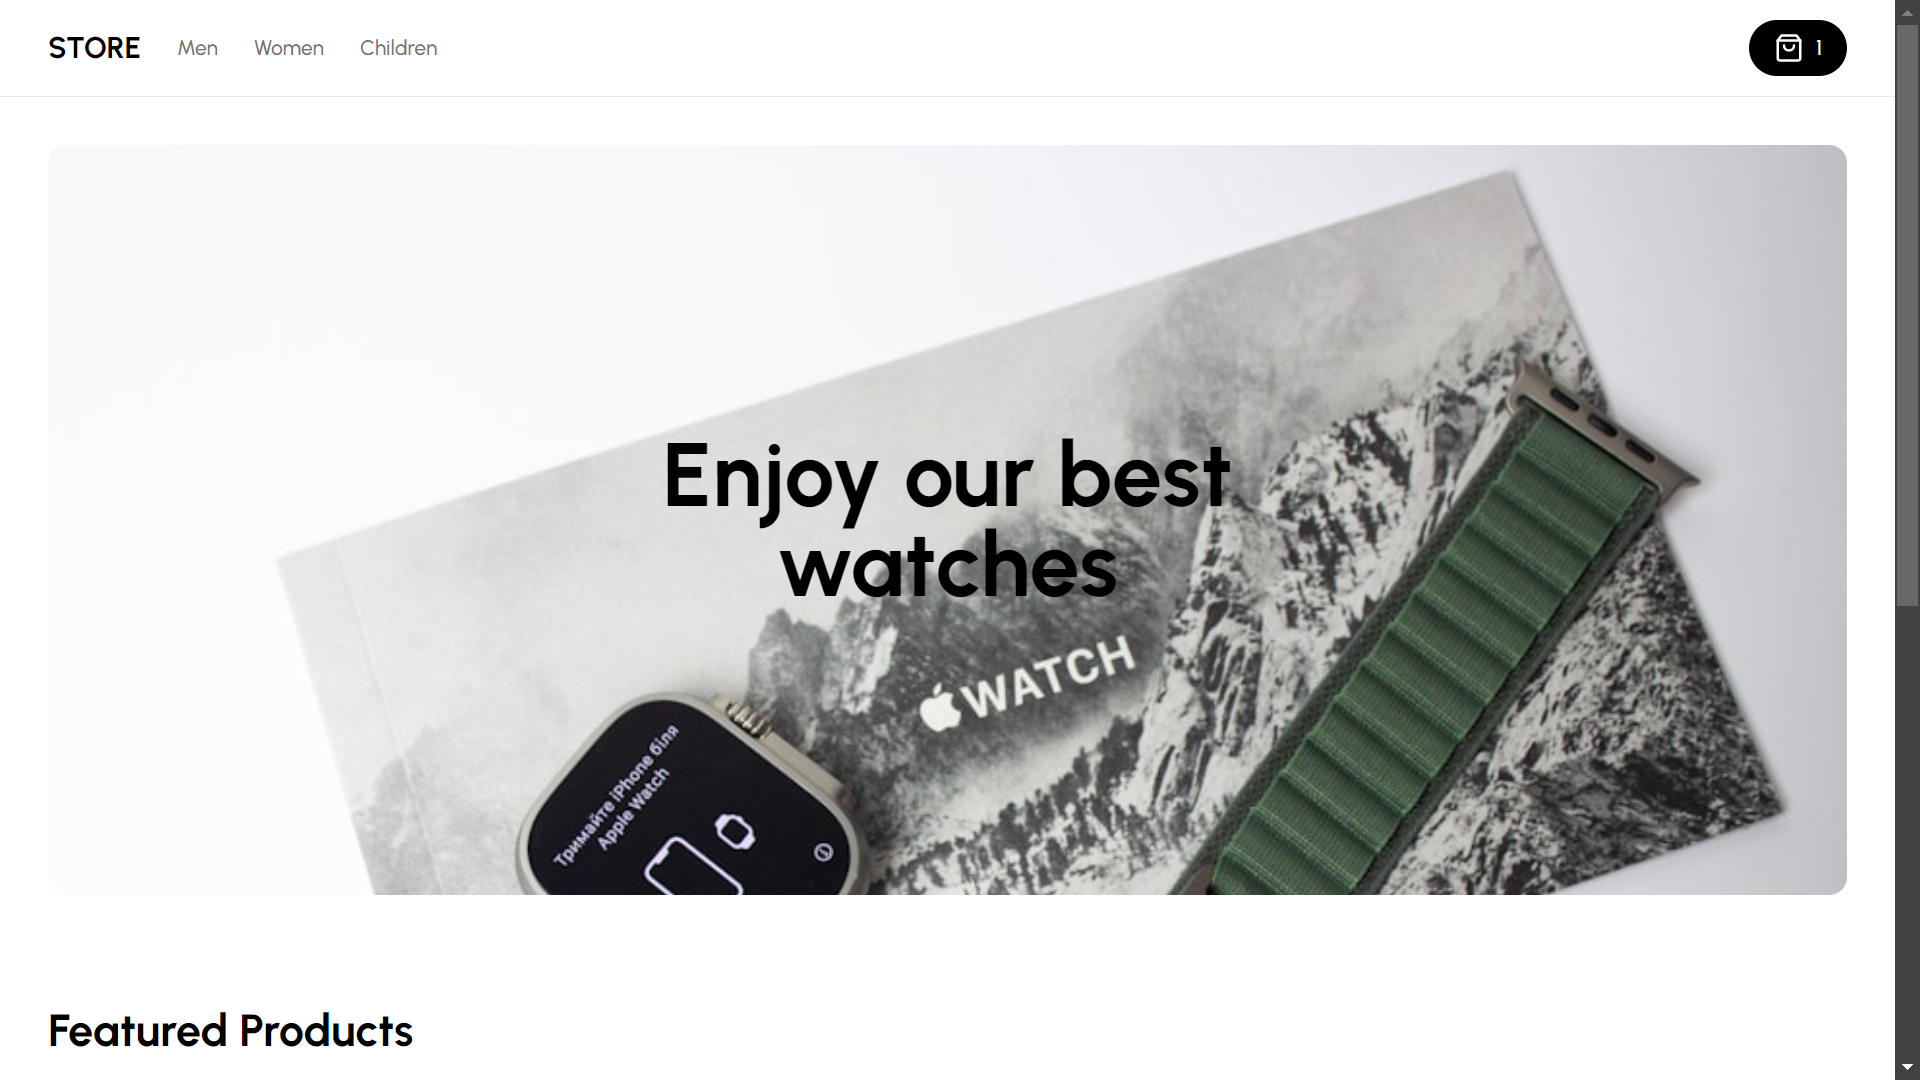 STORE Men Women Children 1
Enjoy our best
watches
WATCH
Тримайте iPhone біля
Apple Watch
Featured Products